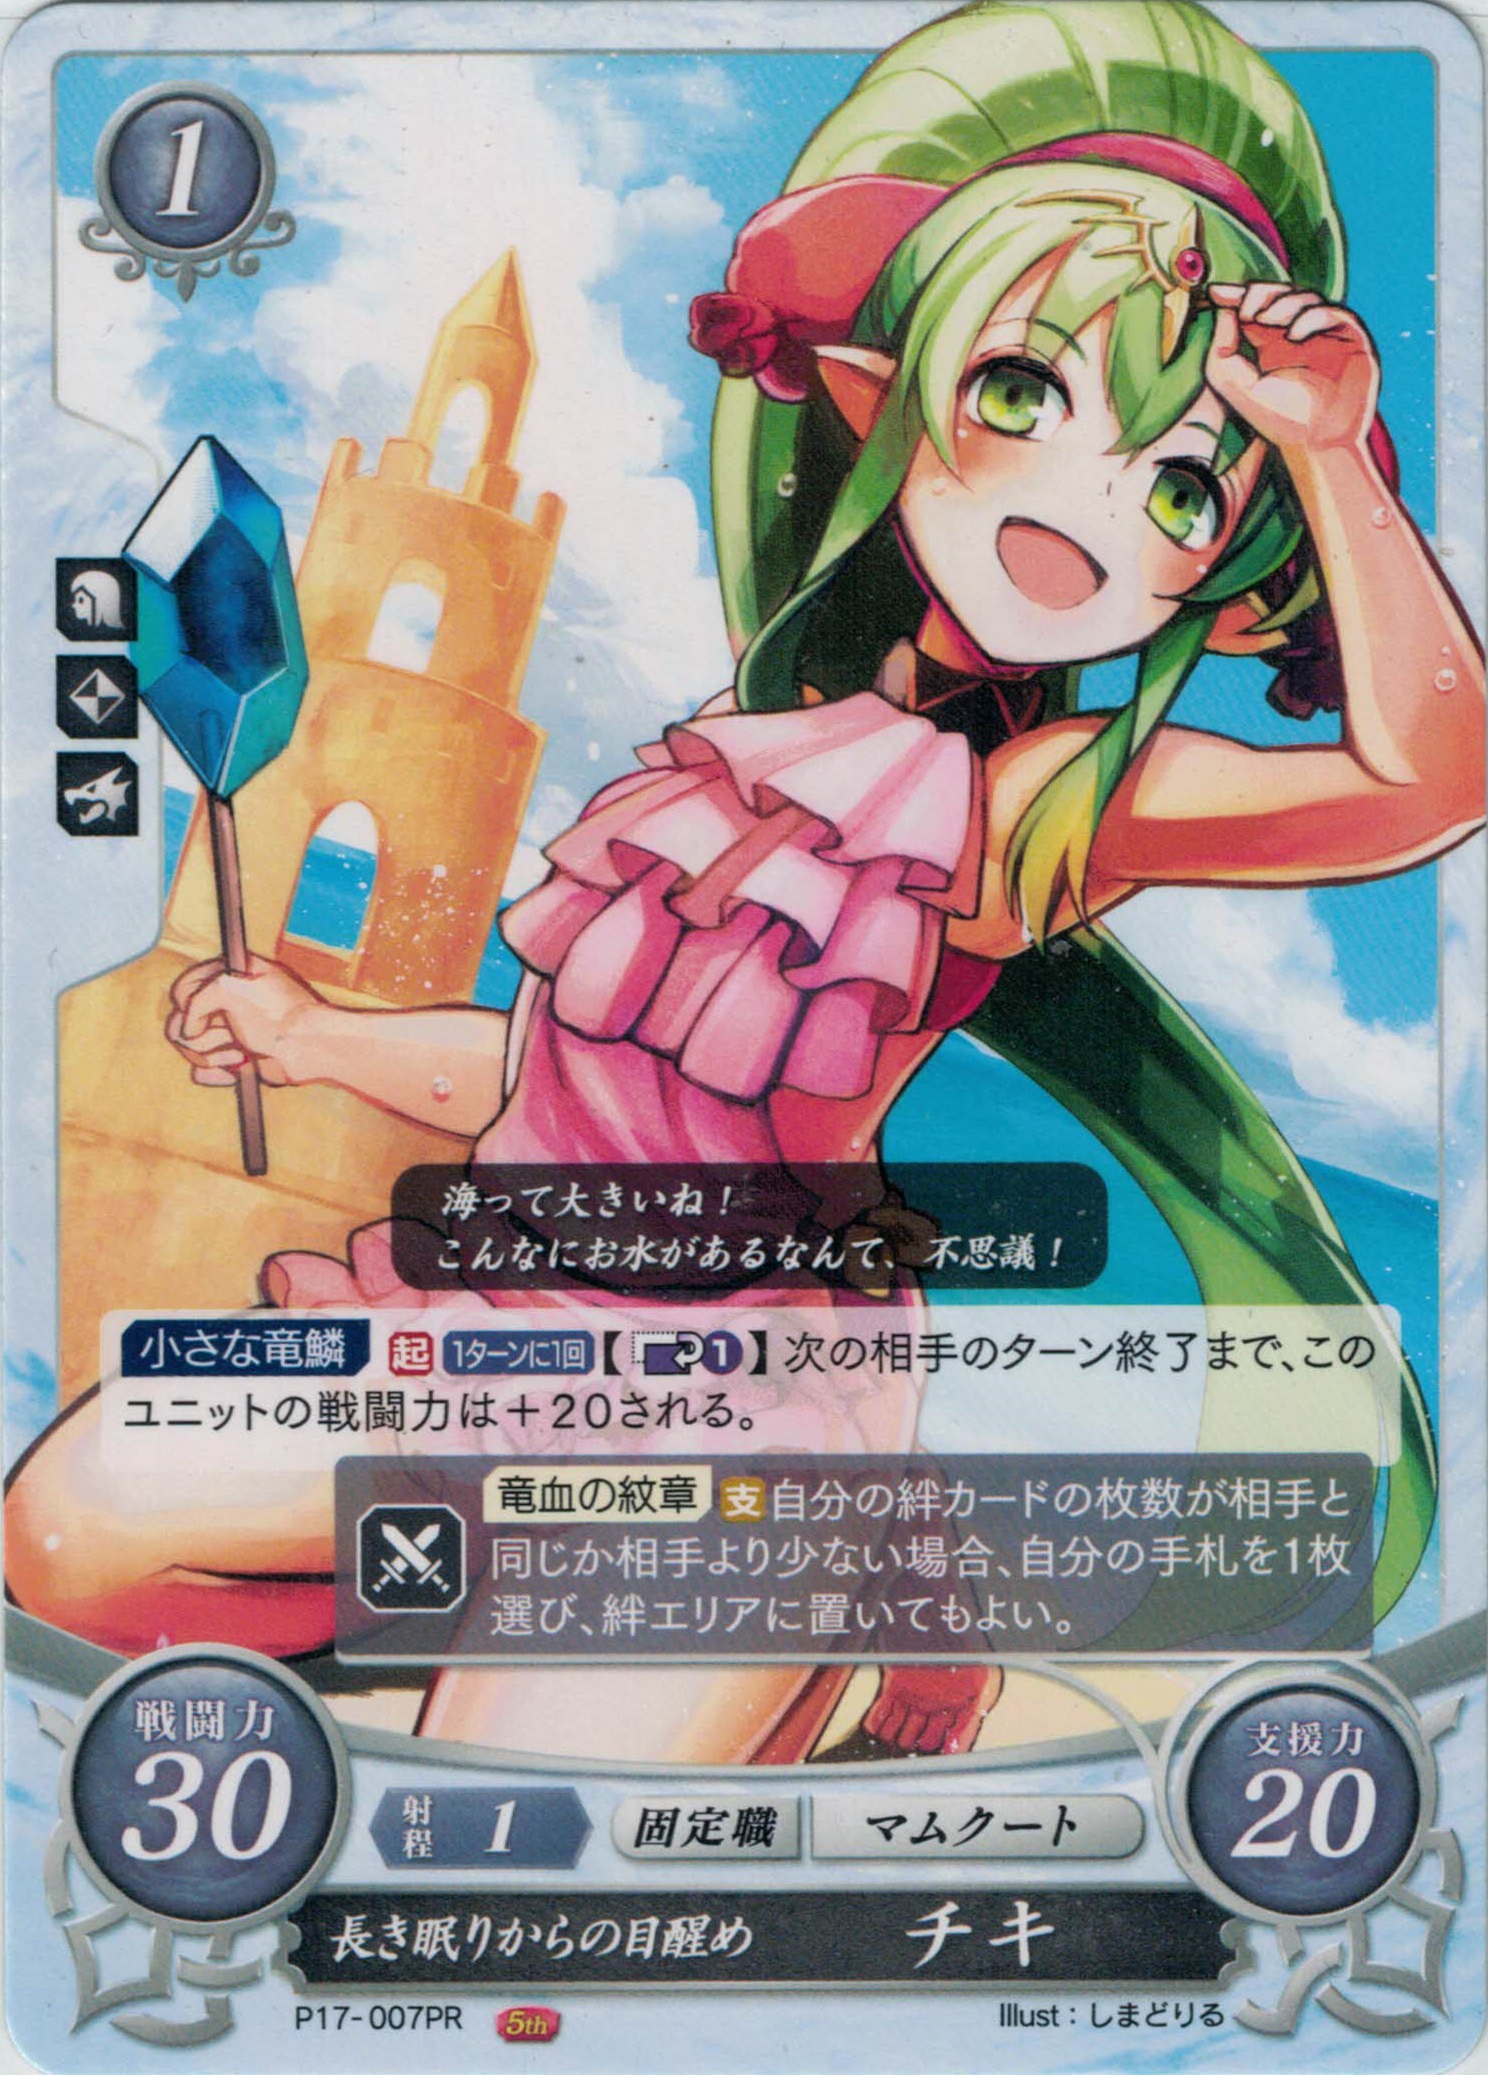 1
海って大きいね!
こんなにお水があるなんて、不思議!
小さな竜鱗 起 1ターンに1回【1】次の相手のターン終了まで、この
ユニットの戦闘力は+20される。
竜血の紋章 支 自分の絆カードの枚数が相手と
同じか相手より少ない場合、自分の手札を1枚
選び、絆エリアに置いてもよい。
戦闘力
30
射程 1 固定職 マムクート
支援力
20
長き眠りからの目醒め チキ
P17-007PR 5th Illust:しまどりる